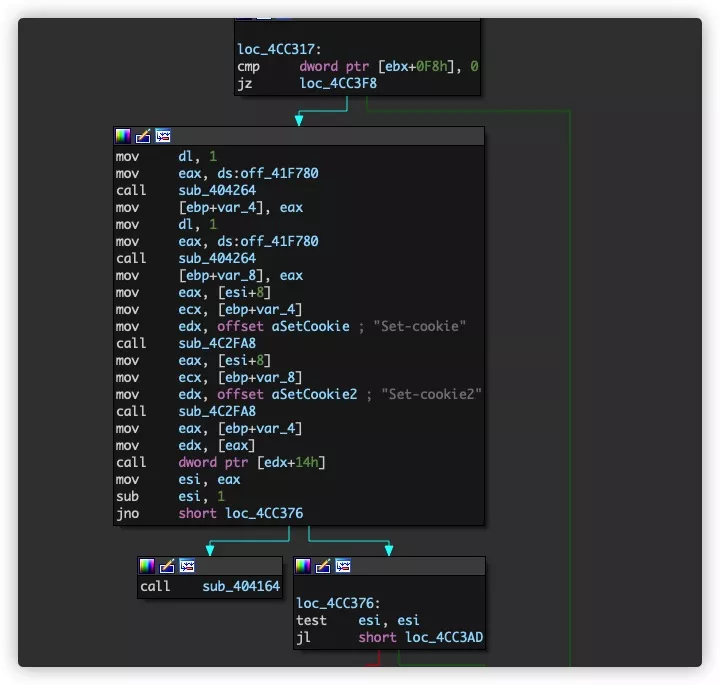 loc_4CC317:
cmp dword ptr [ebx+0F8h], 0
jz loc_4CC3F8
mov dl, 1
mov eax, ds:off_41F780
call sub_404264
mov [ebp+var_4], eax
mov dl, 1
mov eax, ds:off_41F780
call sub_404264
mov [ebp+var_8], eax
mov eax, [esi+8]
mov ecx, [ebp+var_4]
mov edx, offset aSetCookie ; "Set-cookie"
call sub_4C2FA8
mov eax, [esi+8]
mov ecx, [ebp+var_8]
mov edx, offset aSetCookie2 ; "Set-cookie2"
call sub_4C2FA8
mov eax, [ebp+var_4]
mov edx, [eax]
call dword ptr [edx+14h]
mov esi, eax
sub esi, 1
jno short loc_4CC376
call sub_404164
loc_4CC376:
test esi, esi
jl short loc_4CC3AD